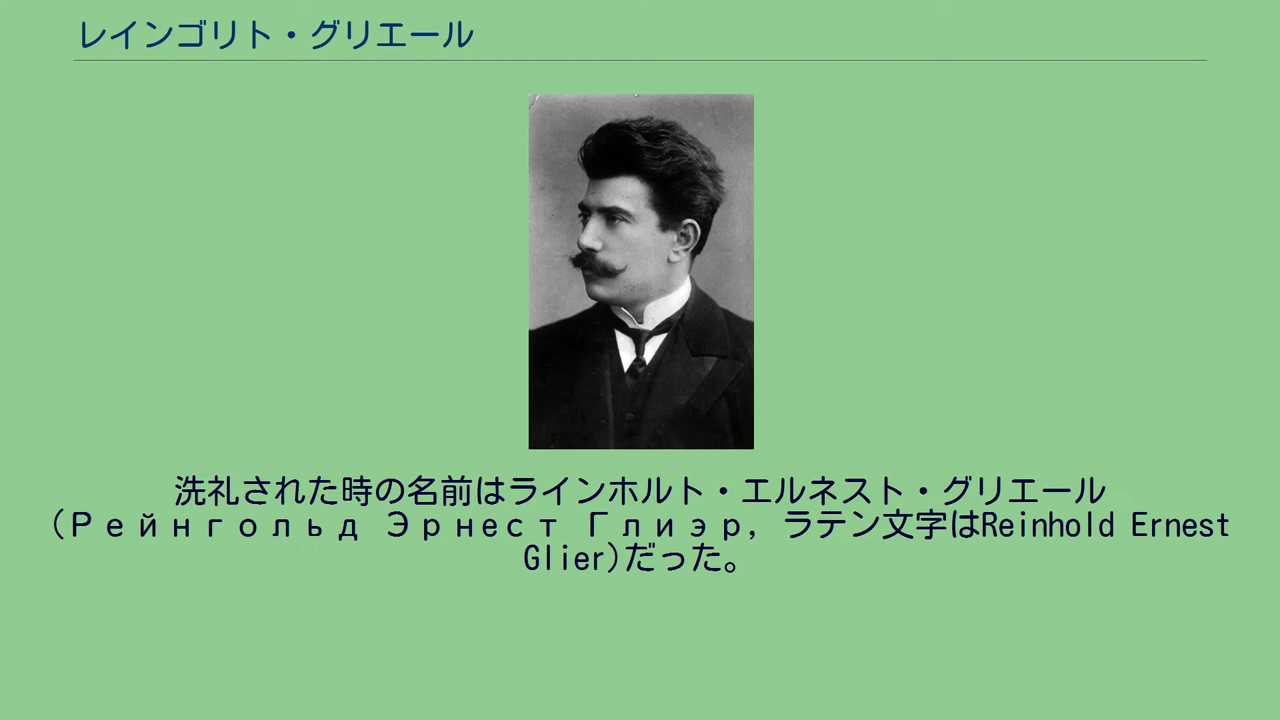 レインゴリト・グリエール
洗礼された時の名前はラインホルト・エルネスト・グリエール
(Рейнгольд Эрнест Глиэр, ラテン文字はReinhold Ernest
Glier)だった。